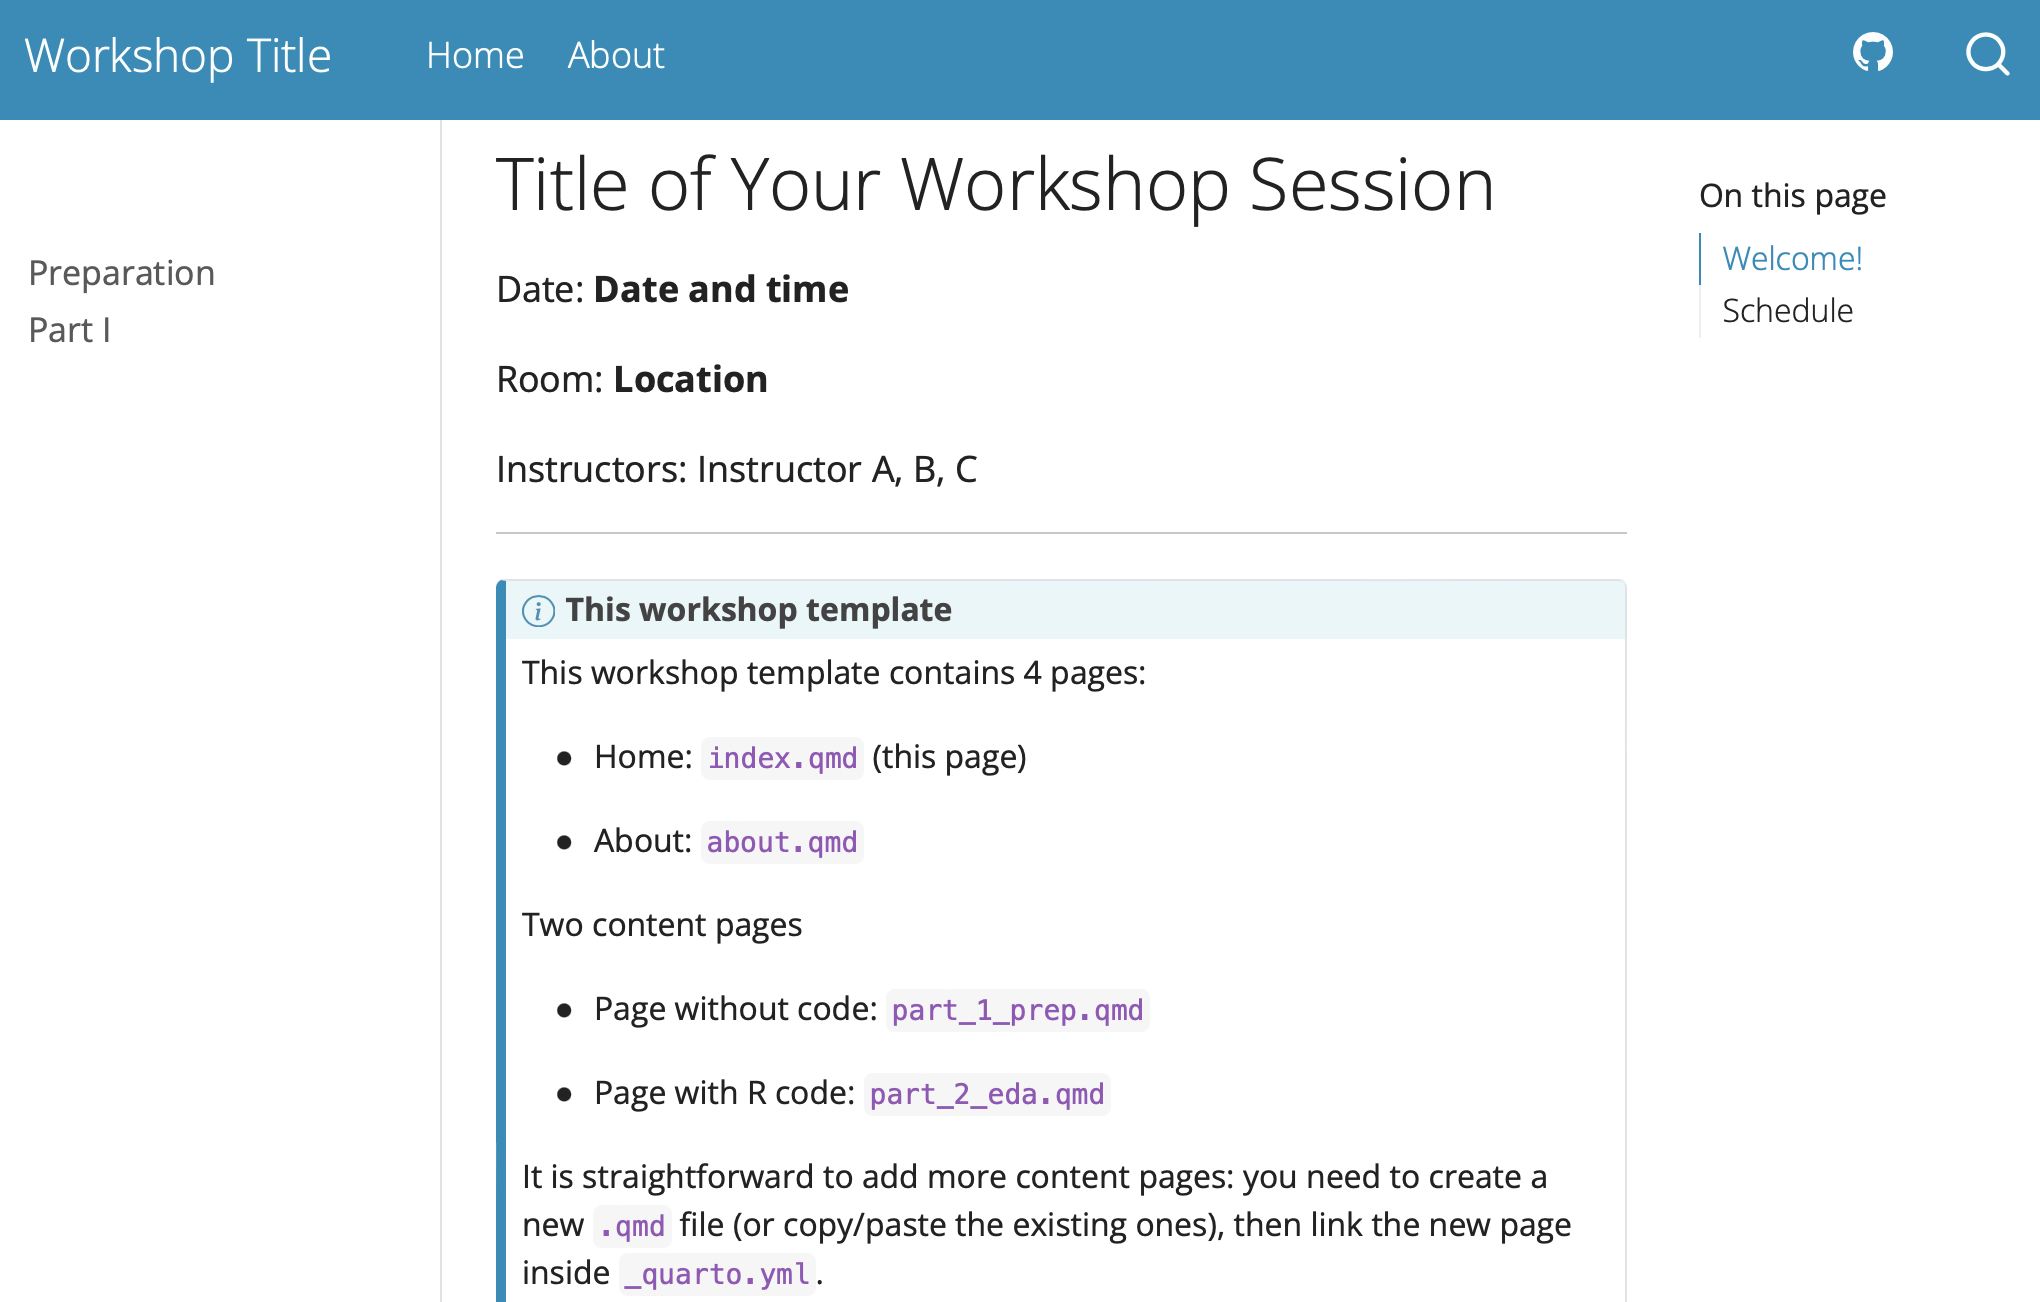 Workshop Title Home About
Preparation
Part I
Title of Your Workshop Session
Date: Date and time
Room: Location
Instructors: Instructor A, B, C
This workshop template
This workshop template contains 4 pages:
Home: index.qmd (this page)
About: about.qmd
Two content pages
Page without code: part_1_prep.qmd
Page with R code: part_2_eda.qmd
It is straightforward to add more content pages: you need to create a
new .qmd file (or copy/paste the existing ones), then link the new page
inside _quarto.yml.
On this page
Welcome!
Schedule